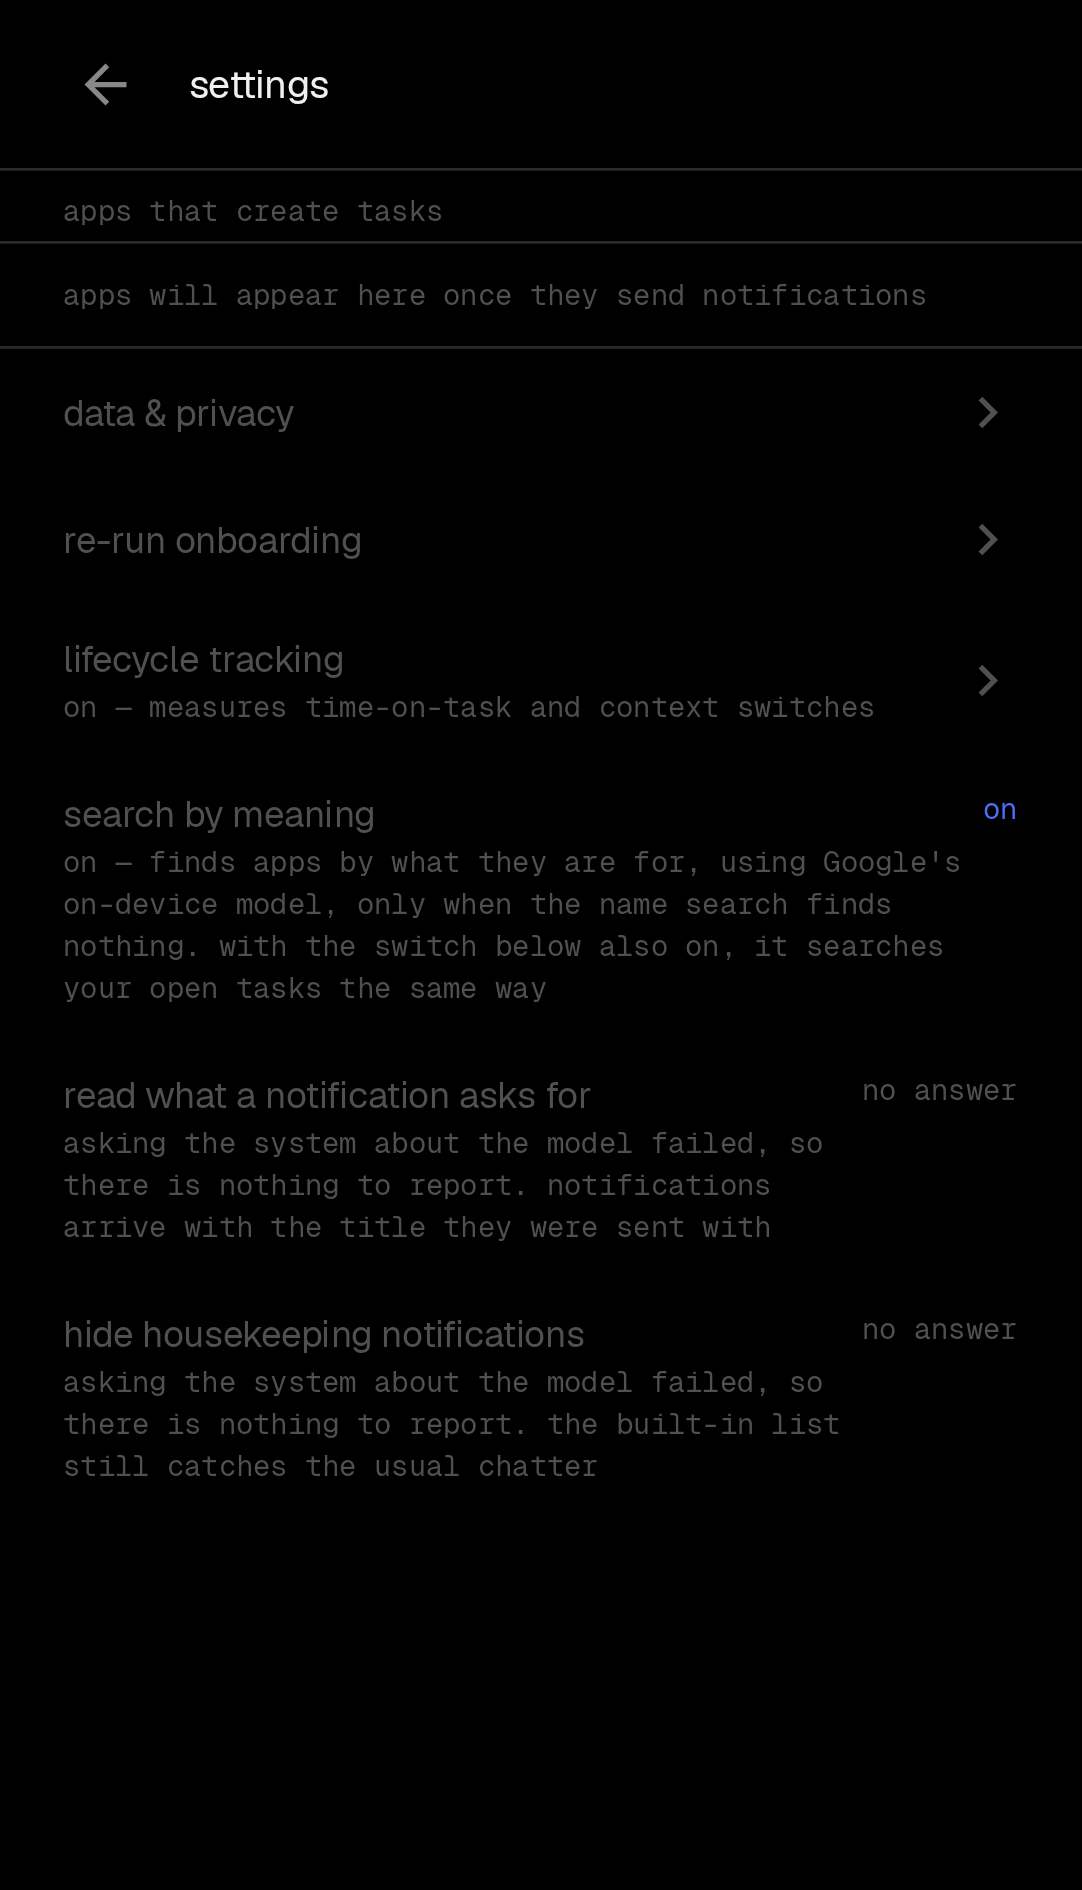 settings
apps that create tasks
apps will appear here once they send notifications
data & privacy
re-run onboarding
lifecycle tracking
on — measures time-on-task and context switches
search by meaning
on
on — finds apps by what they are for, using Google's
on-device model, only when the name search finds
nothing. with the switch below also on, it searches
your open tasks the same way
read what a notification asks for
no answer
asking the system about the model failed, so
there is nothing to report. notifications
arrive with the title they were sent with
hide housekeeping notifications
no answer
asking the system about the model failed, so
there is nothing to report. the built-in list
still catches the usual chatter